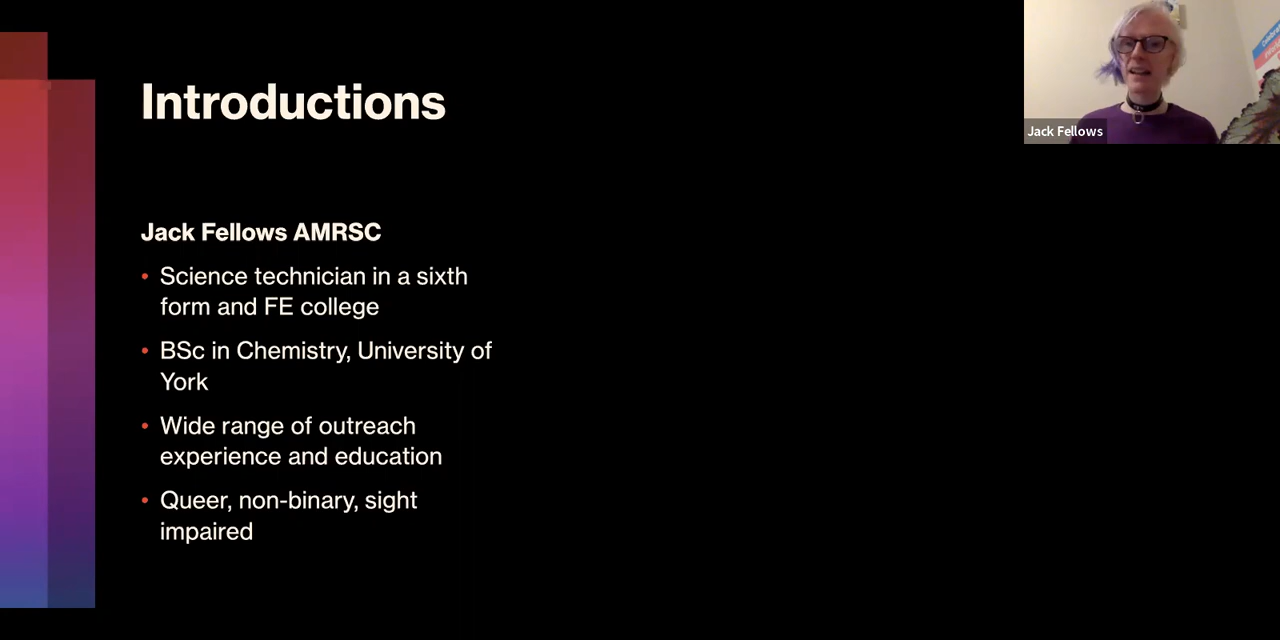 Introductions
Jack Fellows AMRSC
• Science technician in a sixth
form and FE college
• BSc in Chemistry, University of
York
• Wide range of outreach
experience and education
• Queer, non-binary, sight
impaired
Jack Fellows